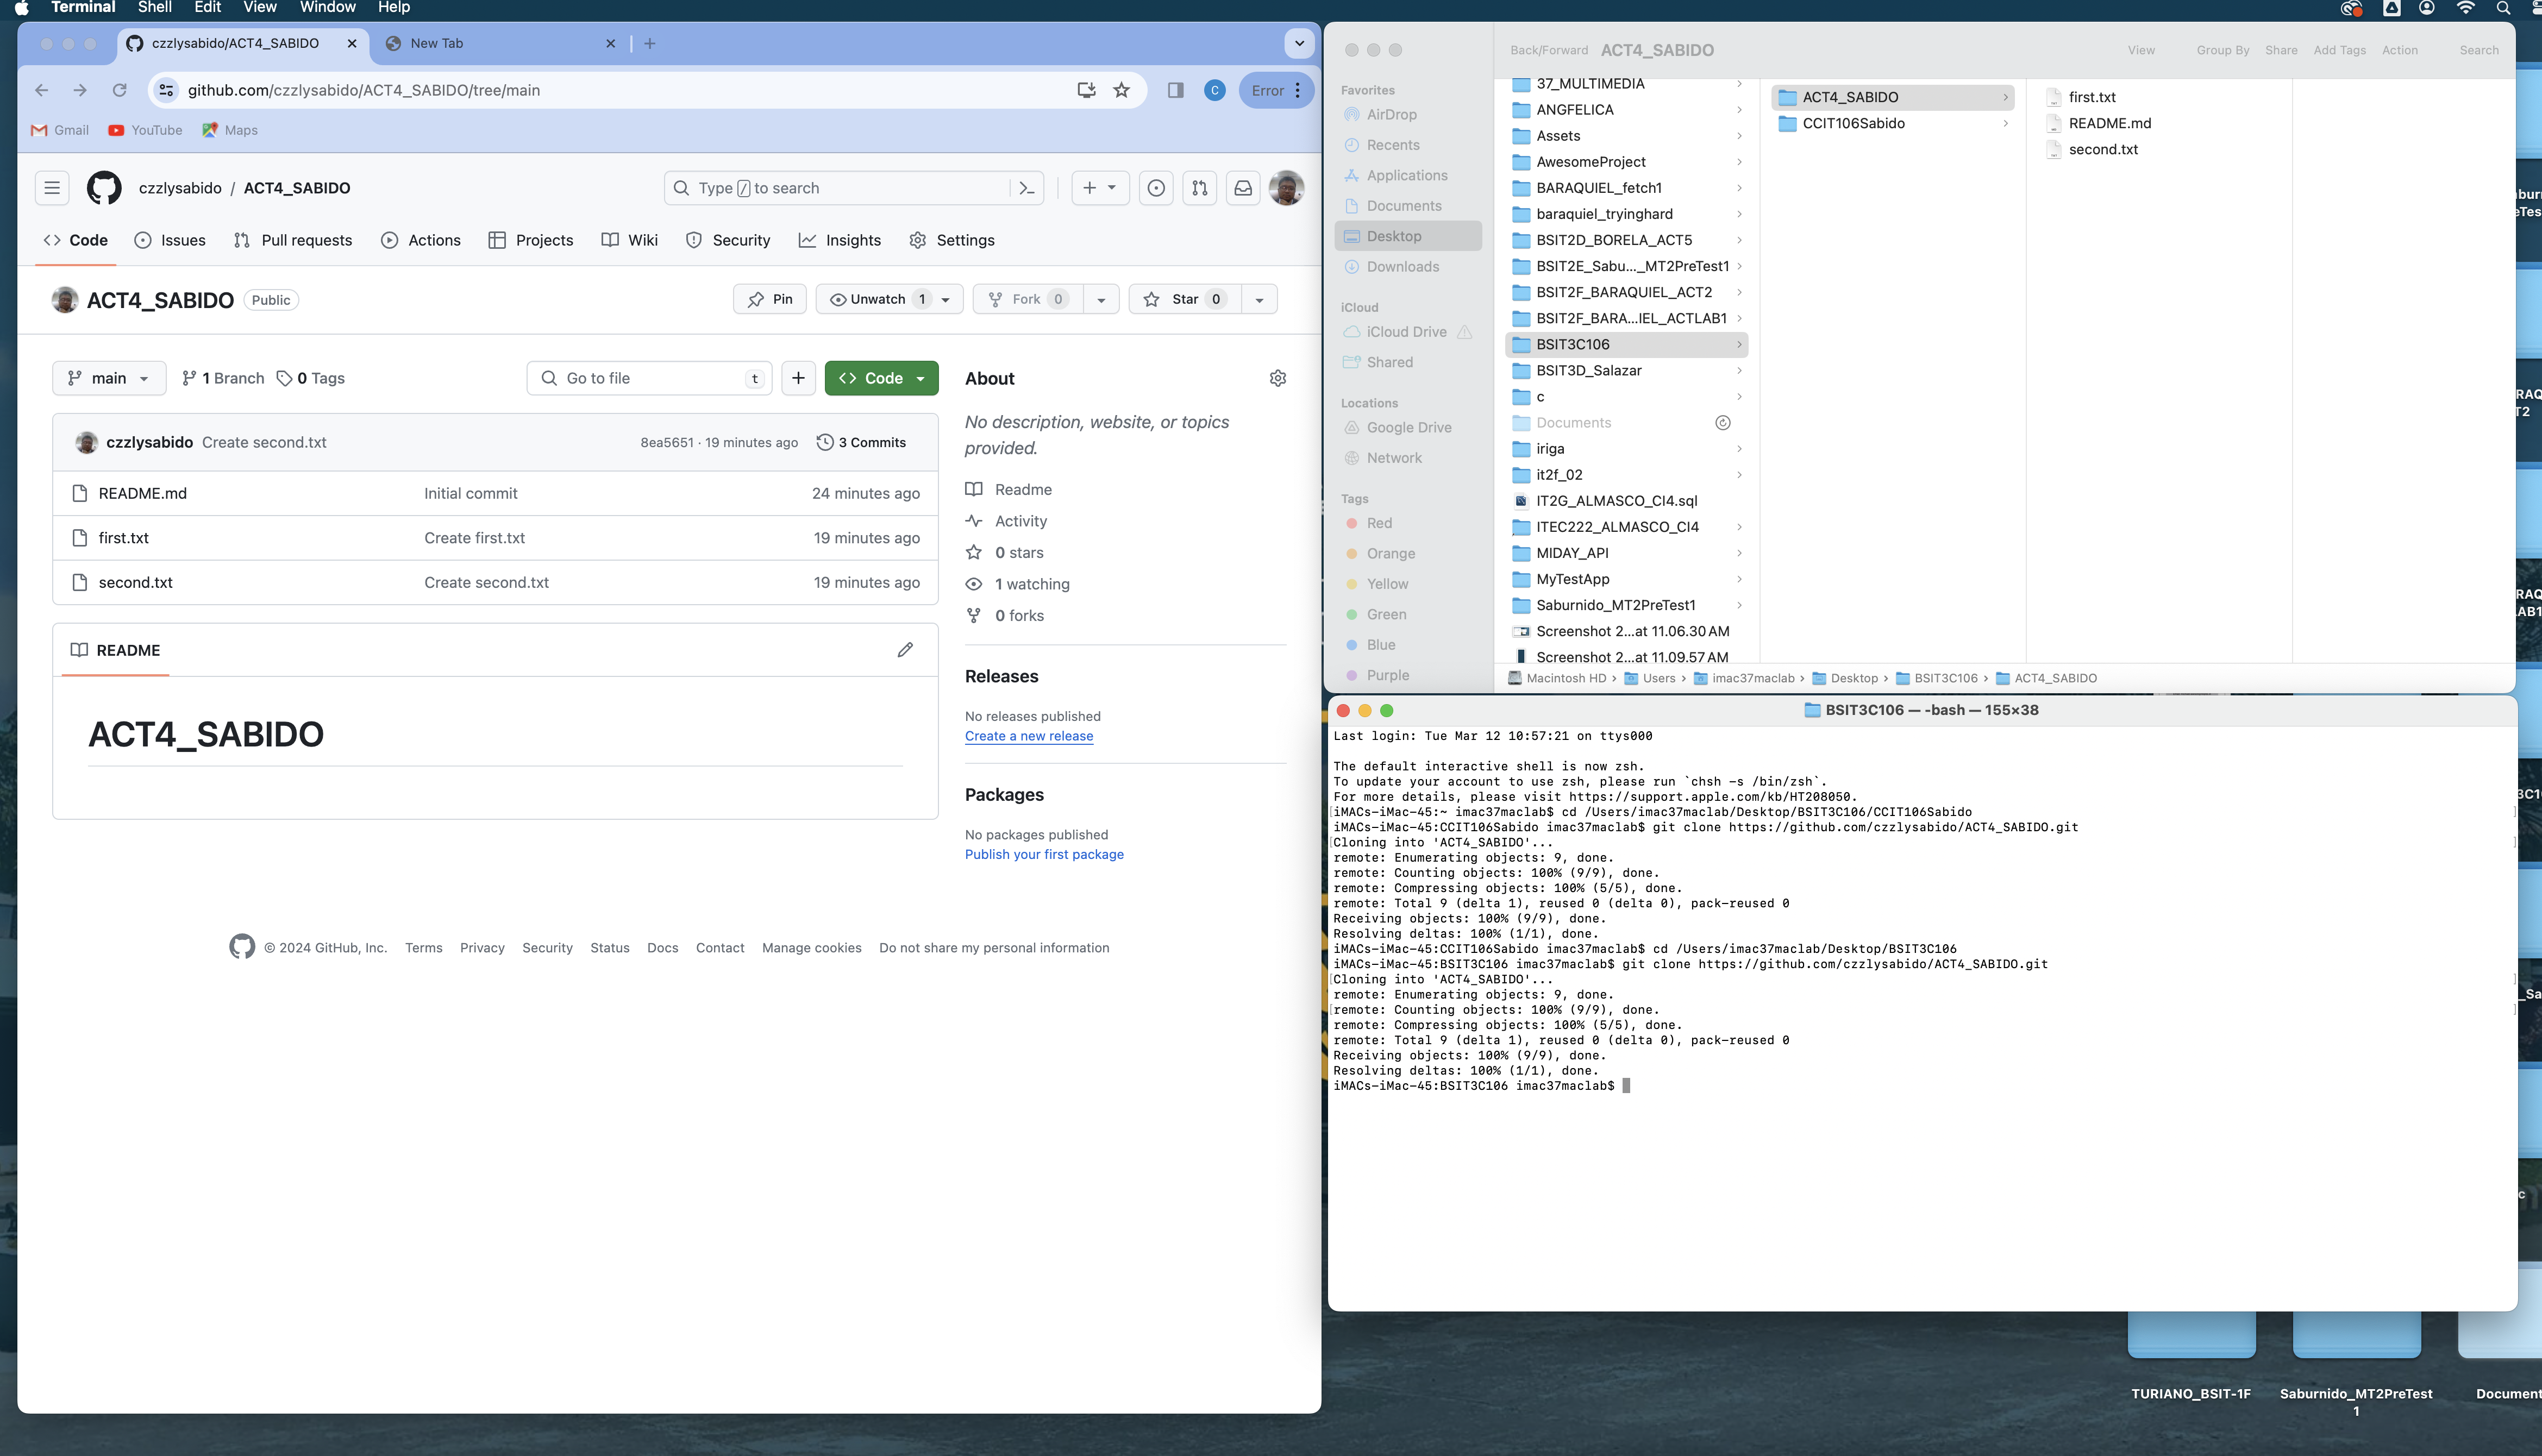 Terminal Shell Edit View Window Help
czzlysabido/ACT4_SABIDO New Tab
github.com/czzlysabido/ACT4_SABIDO/tree/main C Error
Gmail YouTube Maps
czzlysabido / ACT4_SABIDO Type / to search
Code Issues Pull requests Actions Projects Wiki Security Insights Settings
ACT4_SABIDO Public Pin Unwatch 1 Fork 0 Star 0
main 1 Branch 0 Tags Go to file t Code
czzlysabido Create second.txt 8ea5651 · 19 minutes ago 3 Commits
README.md Initial commit 24 minutes ago
first.txt Create first.txt 19 minutes ago
second.txt Create second.txt 19 minutes ago
README
ACT4_SABIDO
About
No description, website, or topics
provided.
Readme
Activity
0 stars
1 watching
0 forks
Releases
No releases published
Create a new release
Packages
No packages published
Publish your first package
© 2024 GitHub, Inc. Terms Privacy Security Status Docs Contact Manage cookies Do not share my personal information
Back/Forward ACT4_SABIDO View Group By Share Add Tags Action Search
Favorites
AirDrop
Recents
Applications
Documents
Desktop
Downloads
iCloud
iCloud Drive
Shared
Locations
Google Drive
Network
Tags
Red
Orange
Yellow
Green
Blue
Purple
37_MULTIMEDIA
ANGFELICA
Assets
AwesomeProject
BARAQUIEL_fetch1
baraquiel_tryinghard
BSIT2D_BORELA_ACT5
BSIT2E_Sabu..._MT2PreTest1
BSIT2F_BARAQUIEL_ACT2
BSIT2F_BARA...IEL_ACTLAB1
BSIT3C106
BSIT3D_Salazar
c
Documents
iriga
it2f_02
IT2G_ALMASCO_CI4.sql
ITEC222_ALMASCO_CI4
MIDAY_API
MyTestApp
Saburnido_MT2PreTest1
Screenshot 2...at 11.06.30 AM
Screenshot 2...at 11.09.57 AM
ACT4_SABIDO
CCIT106Sabido
first.txt
README.md
second.txt
Macintosh HD › Users › imac37maclab › Desktop › BSIT3C106 › ACT4_SABIDO
BSIT3C106 — -bash — 155×38
Last login: Tue Mar 12 10:57:21 on ttys000
The default interactive shell is now zsh.
To update your account to use zsh, please run `chsh -s /bin/zsh`.
For more details, please visit https://support.apple.com/kb/HT208050.
[iMACs-iMac-45:~ imac37maclab$ cd /Users/imac37maclab/Desktop/BSIT3C106/CCIT106Sabido ]
iMACs-iMac-45:CCIT106Sabido imac37maclab$ git clone https://github.com/czzlysabido/ACT4_SABIDO.git
[Cloning into 'ACT4_SABIDO'... ]
remote: Enumerating objects: 9, done.
remote: Counting objects: 100% (9/9), done.
remote: Compressing objects: 100% (5/5), done.
remote: Total 9 (delta 1), reused 0 (delta 0), pack-reused 0
Receiving objects: 100% (9/9), done.
Resolving deltas: 100% (1/1), done.
iMACs-iMac-45:CCIT106Sabido imac37maclab$ cd /Users/imac37maclab/Desktop/BSIT3C106
iMACs-iMac-45:BSIT3C106 imac37maclab$ git clone https://github.com/czzlysabido/ACT4_SABIDO.git
[Cloning into 'ACT4_SABIDO'... ]
remote: Enumerating objects: 9, done.
[remote: Counting objects: 100% (9/9), done. ]
remote: Compressing objects: 100% (5/5), done.
remote: Total 9 (delta 1), reused 0 (delta 0), pack-reused 0
Receiving objects: 100% (9/9), done.
Resolving deltas: 100% (1/1), done.
iMACs-iMac-45:BSIT3C106 imac37maclab$
TURIANO_BSIT-1F
Saburnido_MT2PreTest
1
Document